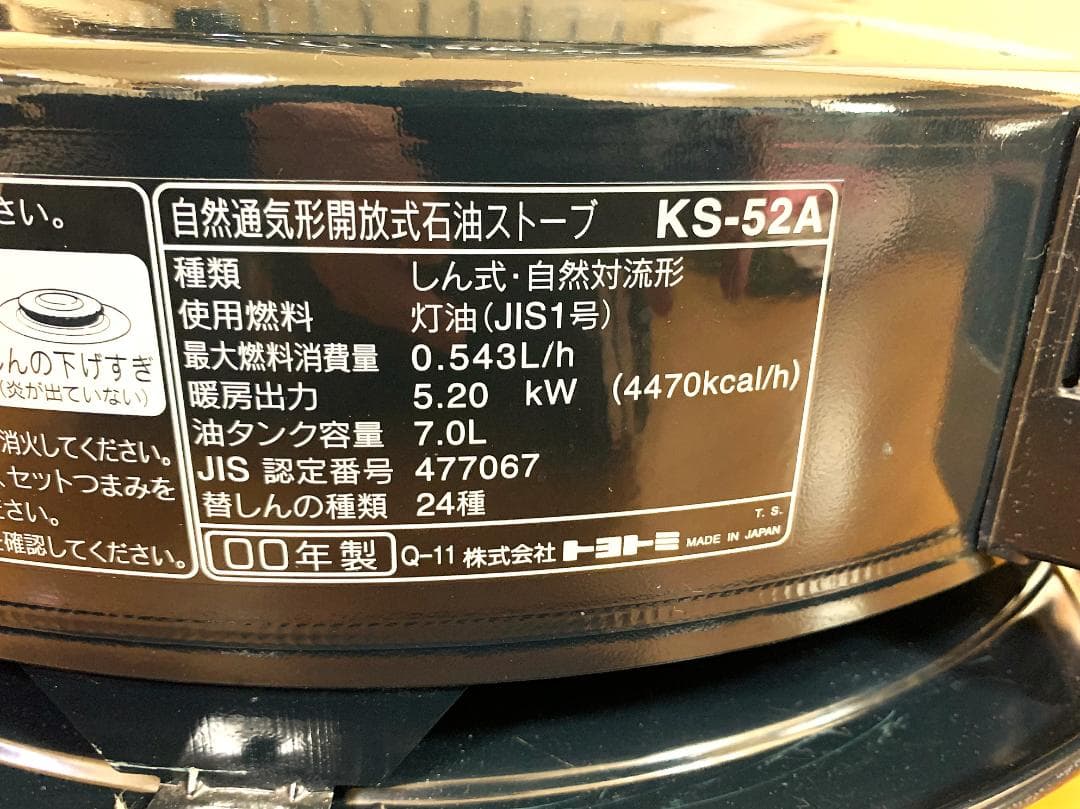 さい。
しんの下げすぎ
(炎が出ていない)
消火してください。
セットつまみを
ださい。
確認してください。
自然通気形開放式石油ストーブ KS-52A
種類 しん式・自然対流形
使用燃料 灯油(JIS1号)
最大燃料消費量 0.543L/h
暖房出力 5.20 kW (4470kcal/h)
油タンク容量 7.0L
JIS 認定番号 477067
替しんの種類 24種
T. S.
00年製 Q-11 株式会社 トヨトミ MADE IN JAPAN